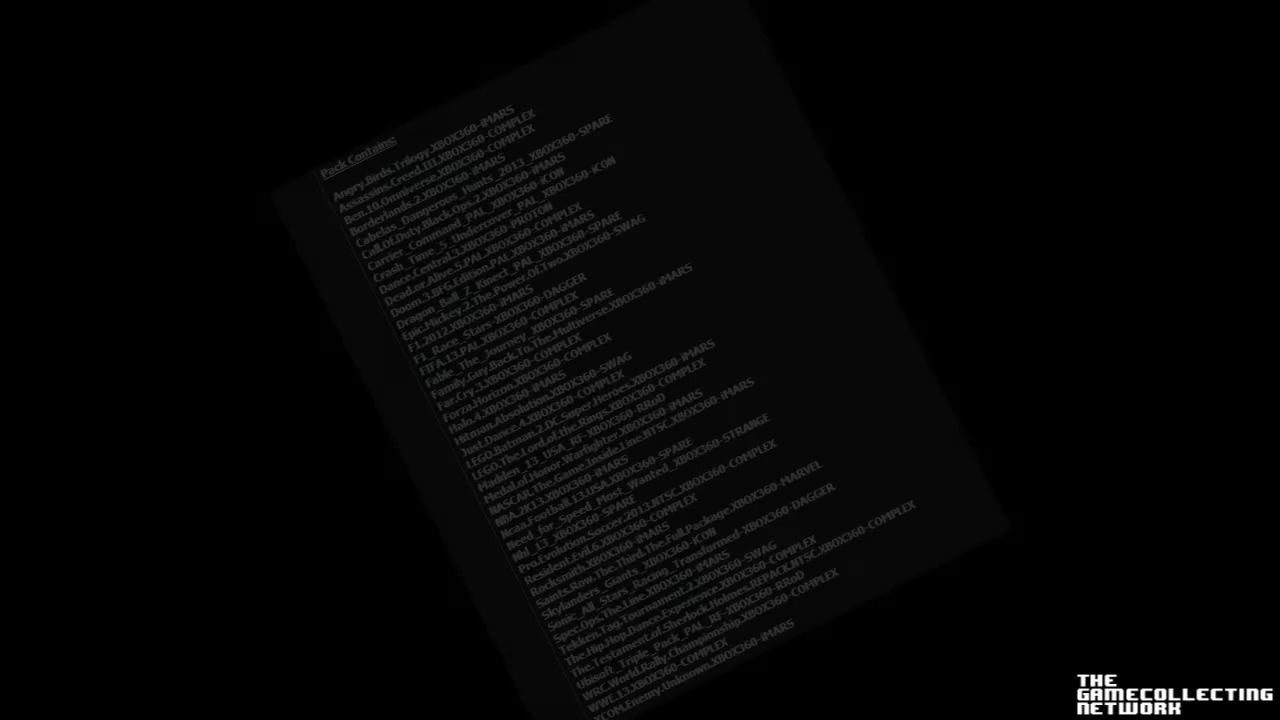 Pack Contains:
Angry.Birds.Trilogy.XBOX360-iMARS
Assassins.Creed.III.XBOX360-COMPLEX
Ben.10.Omniverse.XBOX360-COMPLEX
Borderlands.2.XBOX360-iMARS
Cabelas_Dangerous_Hunts_2013_XBOX360-SPARE
Call.Of.Duty.Black.Ops.2.XBOX360-iMARS
Carrier_Command_PAL_XBOX360-iCON
Crash_Time_5_Undercover_PAL_XBOX360-iCON
Dance.Central.3.XBOX360-PROTON
Dead.or.Alive.5.PAL.XBOX360-COMPLEX
Doom.3.BFG.Edition.PAL.XBOX360-iMARS
Dragon_Ball_Z_Kinect_PAL_XBOX360-SPARE
Epic.Mickey.2.The.Power.Of.Two.XBOX360-SWAG
F1.2012.XBOX360-iMARS
F1_Race_Stars-XBOX360-DAGGER
FIFA.13.PAL.XBOX360-COMPLEX
Fable_The_Journey_XBOX360-SPARE
Family.Guy.Back.To.The.Multiverse.XBOX360-iMARS
Far.Cry.3.XBOX360-COMPLEX
Forza.Horizon.XBOX360-COMPLEX
Halo.4.XBOX360-iMARS
Hitman.Absolution.XBOX360-SWAG
Just.Dance.4.XBOX360-COMPLEX
LEGO.Batman.2.DC.Super.Heroes.XBOX360-iMARS
LEGO.The.Lord.of.the.Rings.XBOX360-COMPLEX
Madden_13_USA_RF-XBOX360-RRoD
Medal.of.Honor.Warfighter.XBOX360-iMARS
NASCAR.The.Game.Inside.Line.NTSC.XBOX360-iMARS
NBA.2K13.XBOX360-iMARS
Ncaa.Football.13.USA.XBOX360-SPARE
Need_for_Speed_Most_Wanted_XBOX360-STRANGE
Nhl_13_XBOX360-SPARE
Pro.Evolution.Soccer.2013.NTSC.XBOX360-COMPLEX
Resident.Evil.6.XBOX360-COMPLEX
Rocksmith.XBOX360-iMARS
Saints.Row.The.Third.The.Full.Package.XBOX360-MARVEL
Skylanders_Giants_XBOX360-iCON
Sonic_All_Stars_Racing_Transformed-XBOX360-DAGGER
Spec.Ops.The.Line.XBOX360-iMARS
Tekken.Tag.Tournament.2.XBOX360-SWAG
The.Hip.Hop.Dance.Experience.XBOX360-COMPLEX
The.Testament.of.Sherlock.Holmes.REPACK.NTSC.XBOX360-COMPLEX
Ubisoft_Triple_Pack_PAL_RF-XBOX360-RRoD
WRC.World.Rally.Championship.XBOX360-COMPLEX
WWE.13.XBOX360-COMPLEX
XCOM.Enemy.Unknown.XBOX360-iMARS
THE
GAMECOLLECTING
NETWORK